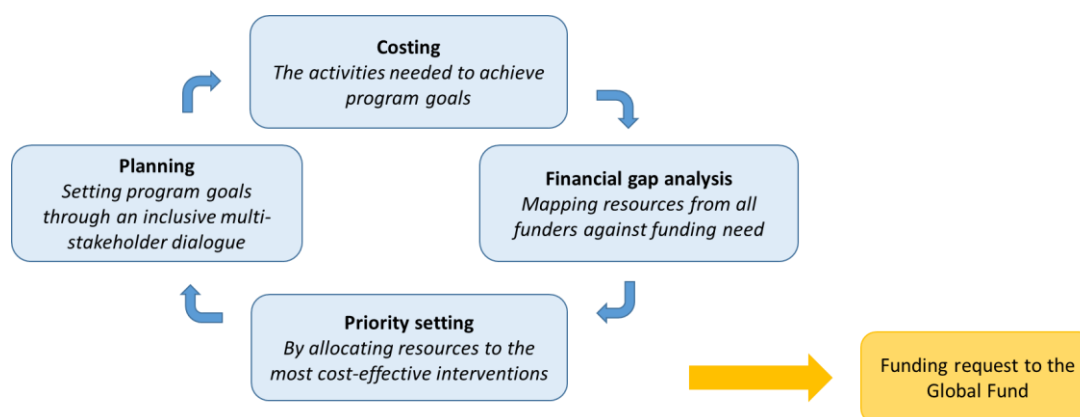 Costing
The activities needed to achieve
program goals
Planning
Setting program goals
through an inclusive multi-
stakeholder dialogue
Financial gap analysis
Mapping resources from all
funders against funding need
Priority setting
By allocating resources to the
most cost-effective interventions
Funding request to the
Global Fund